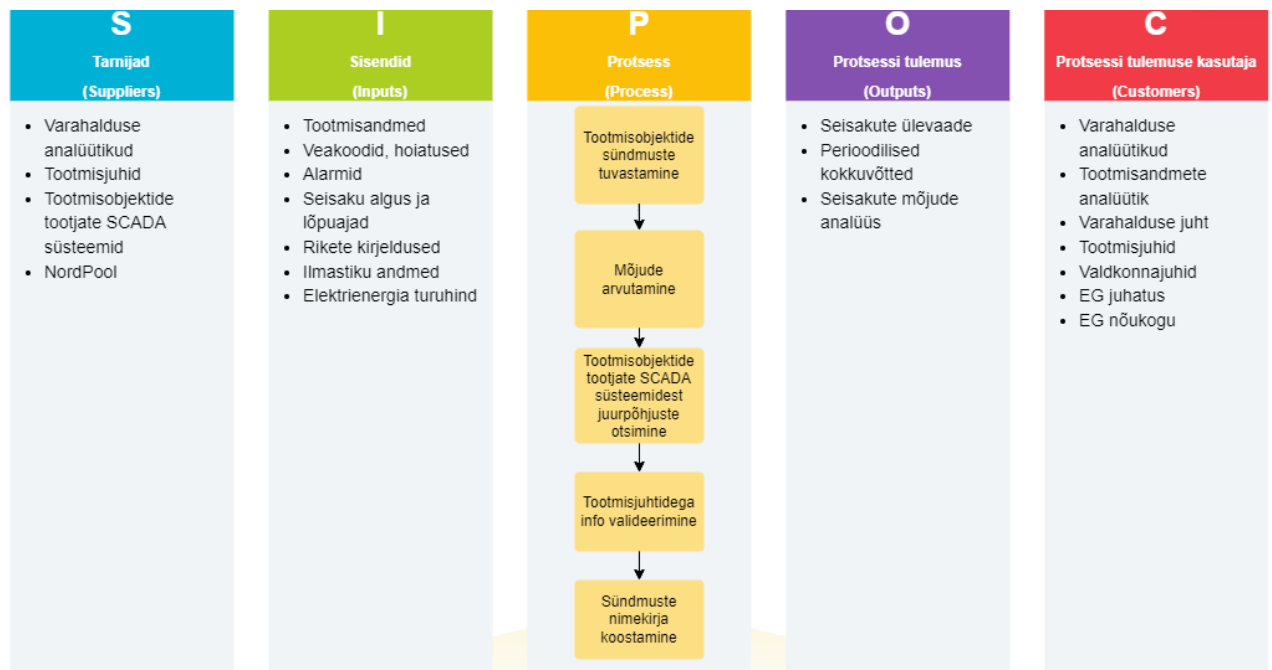 S
Tarnijad
(Suppliers)
• Varahalduse
analüütikud
• Tootmisjuhid
• Tootmisobjektide
tootjate SCADA
süsteemid
• NordPool
I
Sisendid
(Inputs)
• Tootmisandmed
• Veakoodid, hoiatused
• Alarmid
• Seisaku algus ja
lõpuajad
• Rikete kirjeldused
• Ilmastiku andmed
• Elektrienergia turuhind
P
Protsess
(Process)
Tootmisobjektide
sündmuste
tuvastamine
Mõjude
arvutamine
Tootmisobjektide
tootjate SCADA
süsteemidest
juurpõhjuste
otsimine
Tootmisjuhtidega
info valideerimine
Sündmuste
nimekirja
koostamine
O
Protsessi tulemus
(Outputs)
• Seisakute ülevaade
• Perioodilised
kokkuvõtted
• Seisakute mõjude
analüüs
C
Protsessi tulemuse kasutaja
(Customers)
• Varahalduse
analüütikud
• Tootmisandmete
analüütik
• Varahalduse juht
• Tootmisjuhid
• Valdkonnajuhid
• EG juhatus
• EG nõukogu